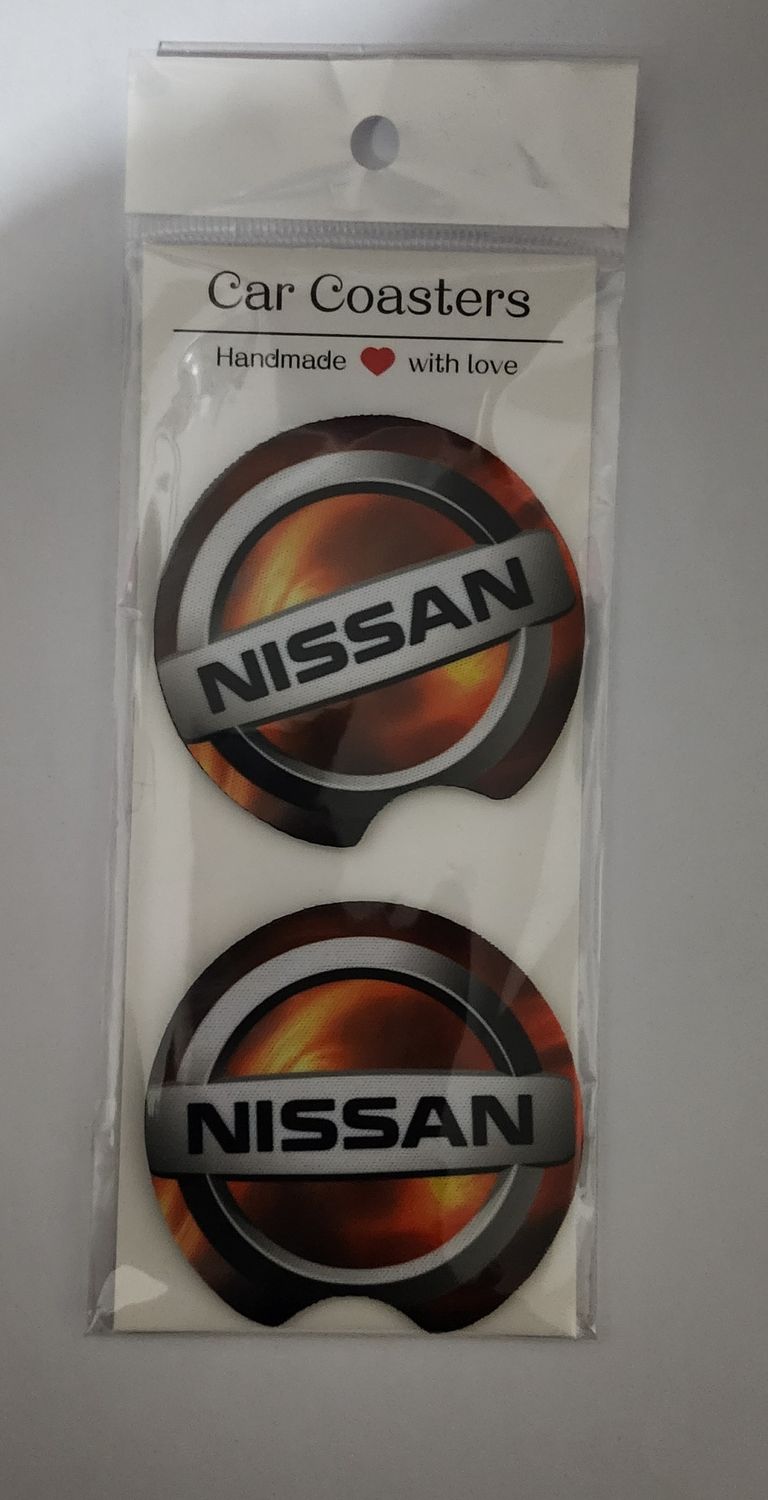 Car Coasters
Handmade ❤ with love
NISSAN
NISSAN